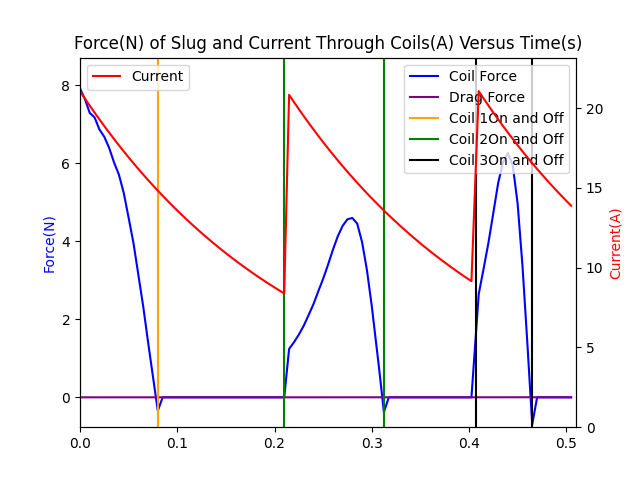 Force(N) of Slug and Current Through Coils(A) Versus Time(s)
Current
Coil Force
Drag Force
Coil 1On and Off
Coil 2On and Off
Coil 3On and Off
Force(N)
8
6
4
2
0
20
15
10
5
0
Current(A)
0.0
0.1
0.2
0.3
0.4
0.5